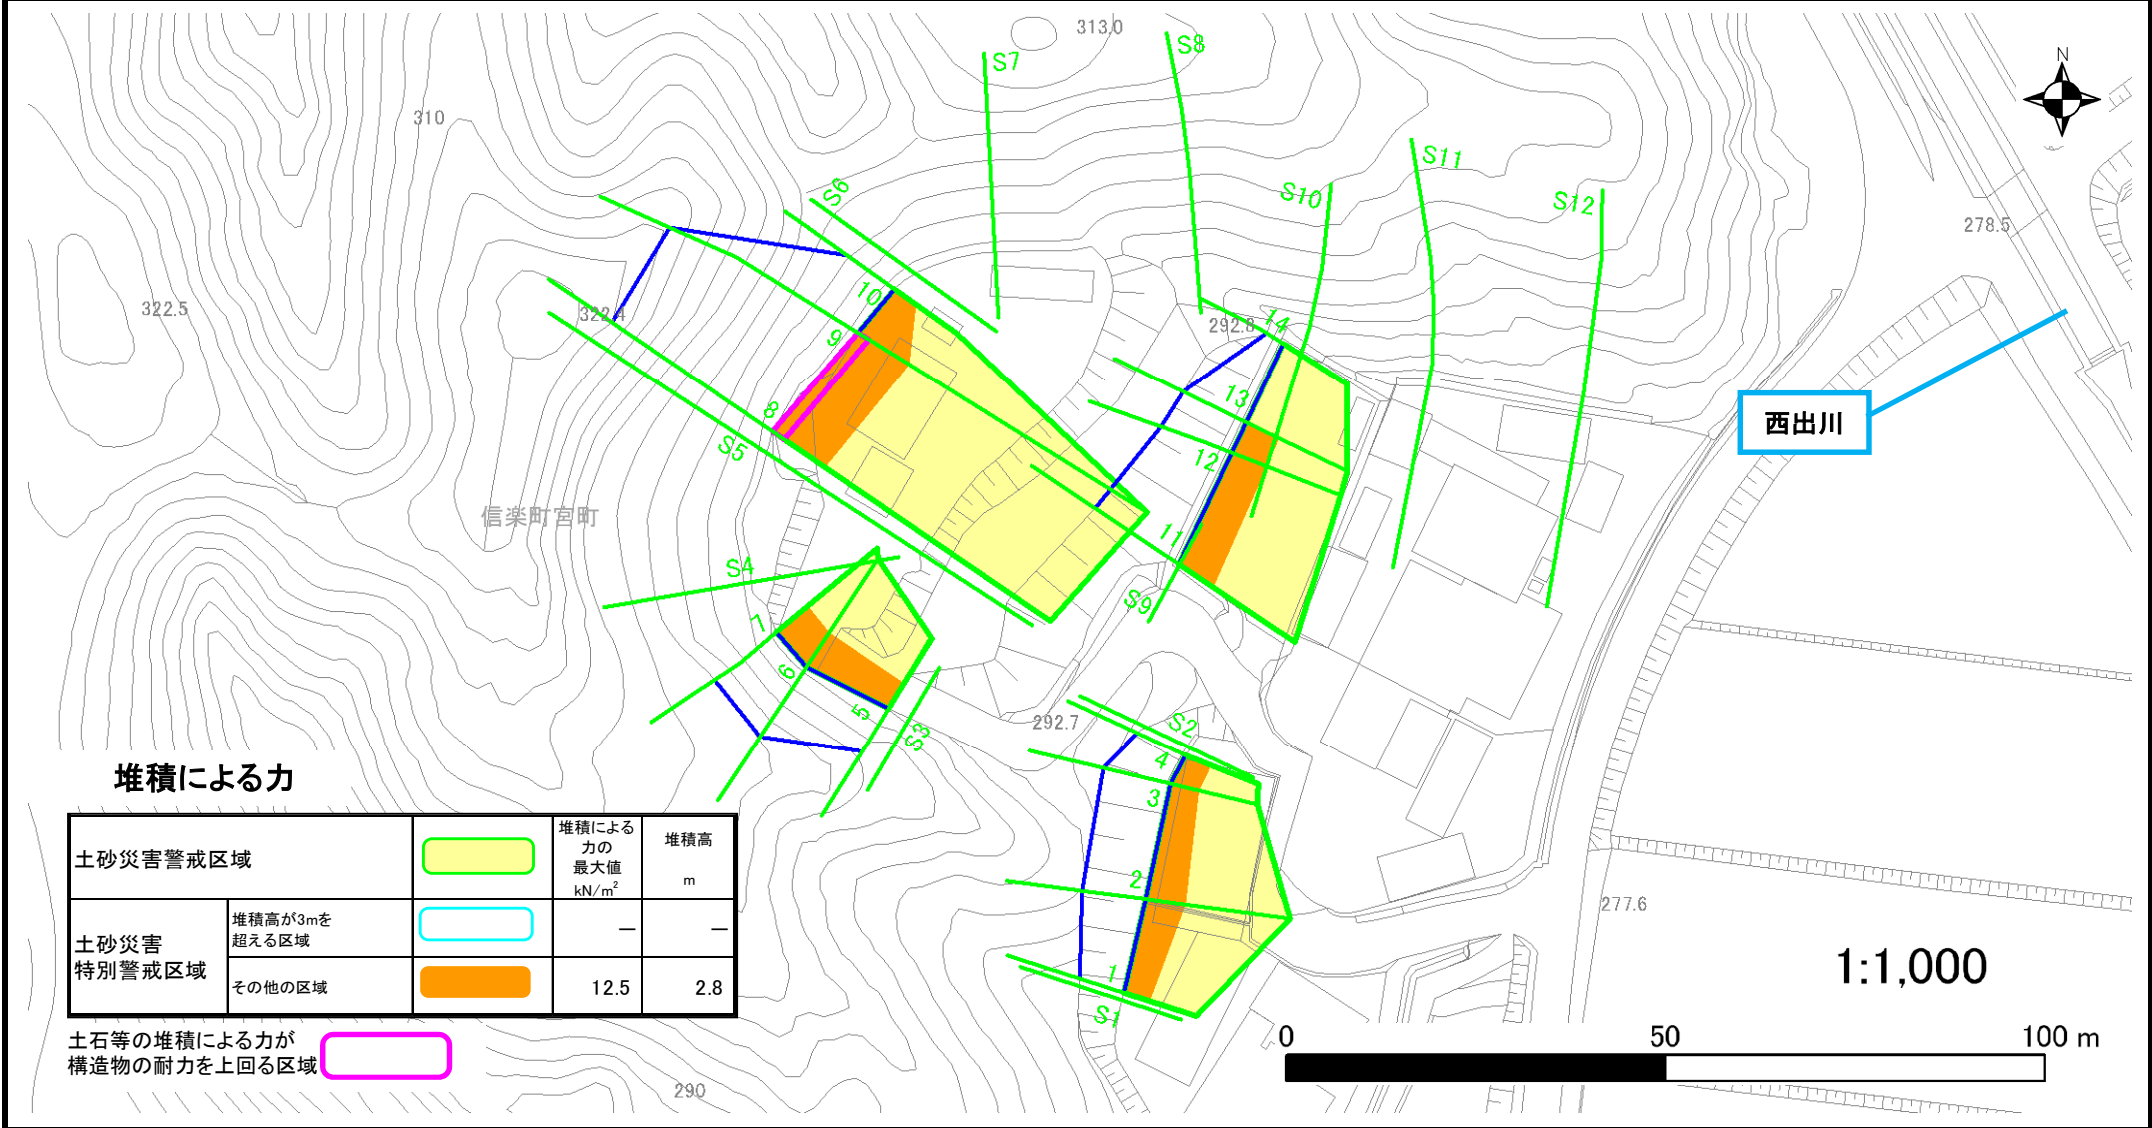 313.0
S7
S8
N
310
S11
S6
S10
S12
278.5
322.5
322.4
10
292.8
14
9
13
西出川
8
S5
12
信楽町宮町
11
S4
S9
7
6
5
S3
292.7
S2
4
3
堆積による力
土砂災害警戒区域
堆積による
力の
最大値
kN/m²
堆積高
m
2
土砂災害
特別警戒区域
堆積高が3mを
超える区域
—
—
その他の区域
12.5
2.8
277.6
1
S1
1:1,000
土石等の堆積による力が
構造物の耐力を上回る区域
0
50
100 m
290